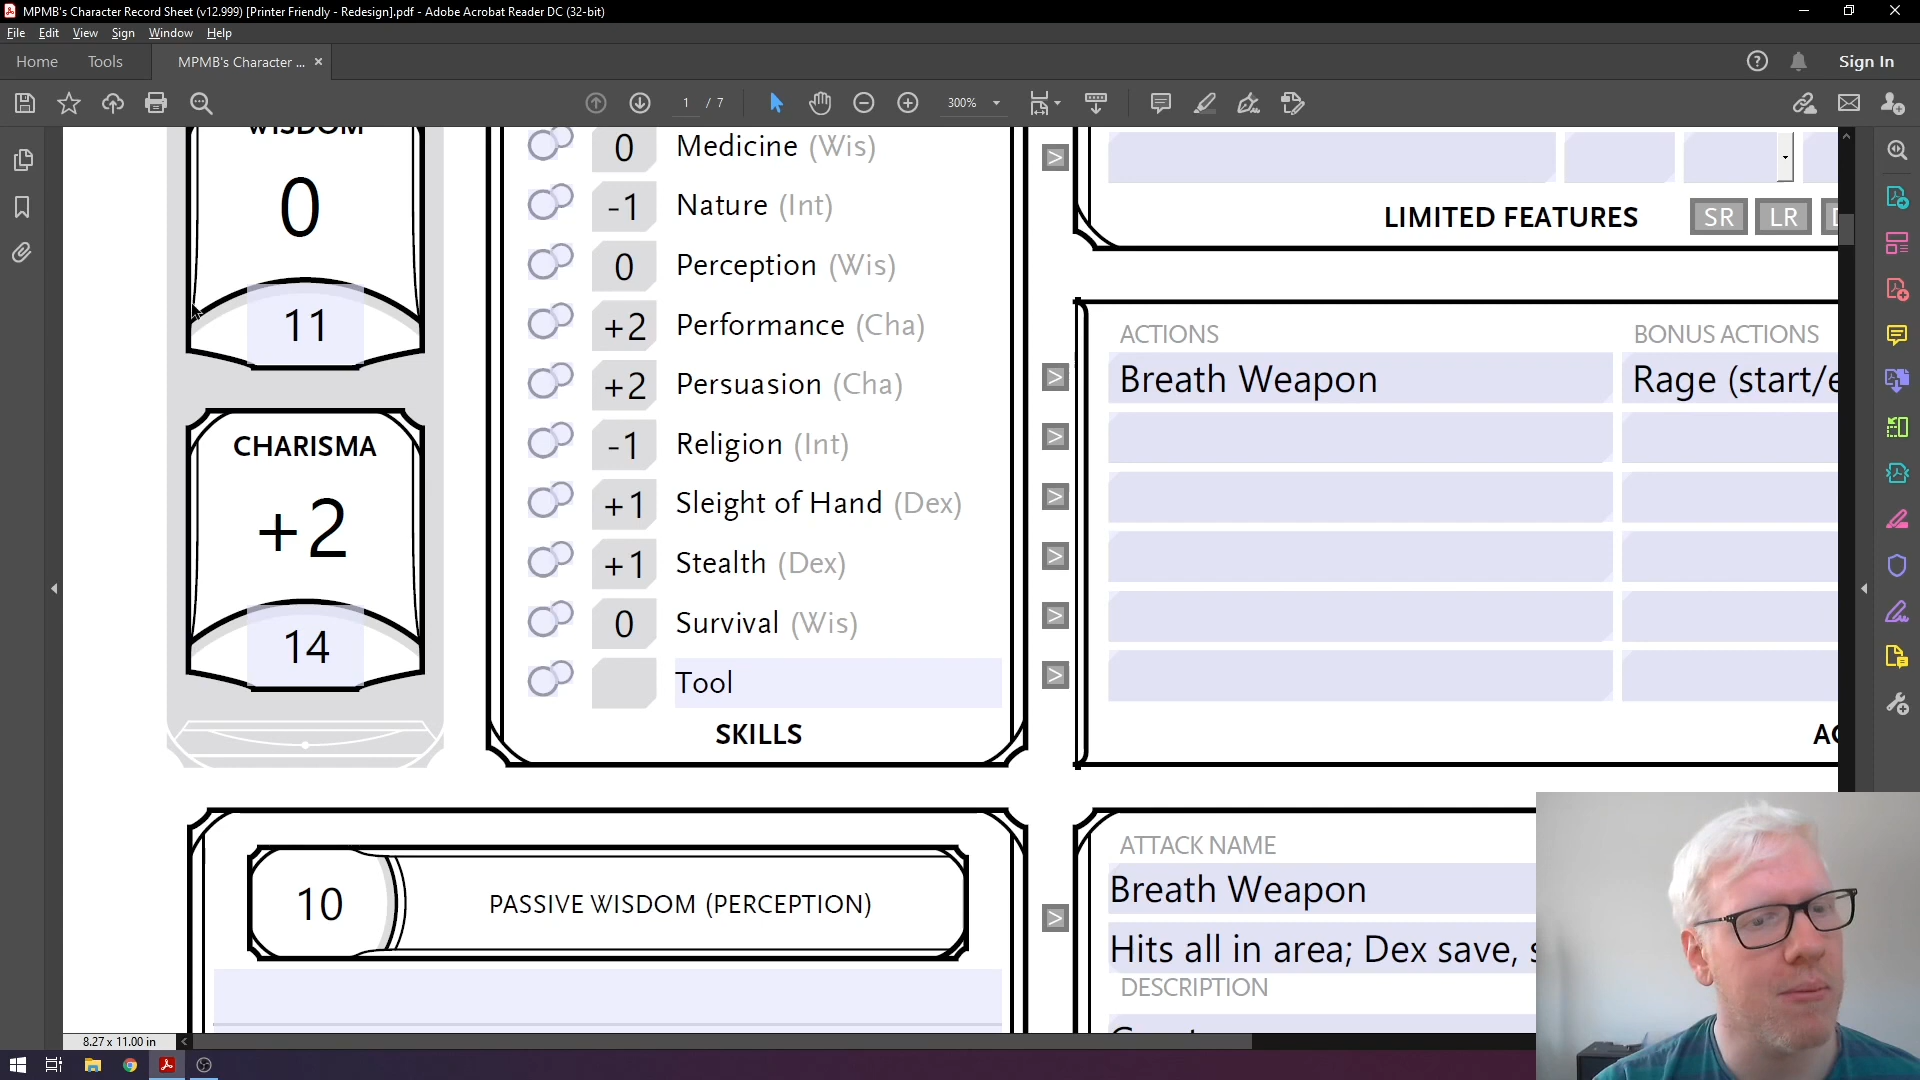 MPMB's Character Record Sheet (v12.999) [Printer Friendly - Redesign].pdf - Adobe Acrobat Reader DC (32-bit)
File Edit View Sign Window Help
Home Tools MPMB's Character ... × Sign In
1 / 7 300%
WISDOM
0
11
CHARISMA
+2
14
0 Medicine (Wis)
-1 Nature (Int)
0 Perception (Wis)
+2 Performance (Cha)
+2 Persuasion (Cha)
-1 Religion (Int)
+1 Sleight of Hand (Dex)
+1 Stealth (Dex)
0 Survival (Wis)
Tool
SKILLS
LIMITED FEATURES SR LR
ACTIONS BONUS ACTIONS
Breath Weapon Rage (start/e
10 PASSIVE WISDOM (PERCEPTION)
ATTACK NAME
Breath Weapon
Hits all in area; Dex save,
DESCRIPTION
8.27 x 11.00 in